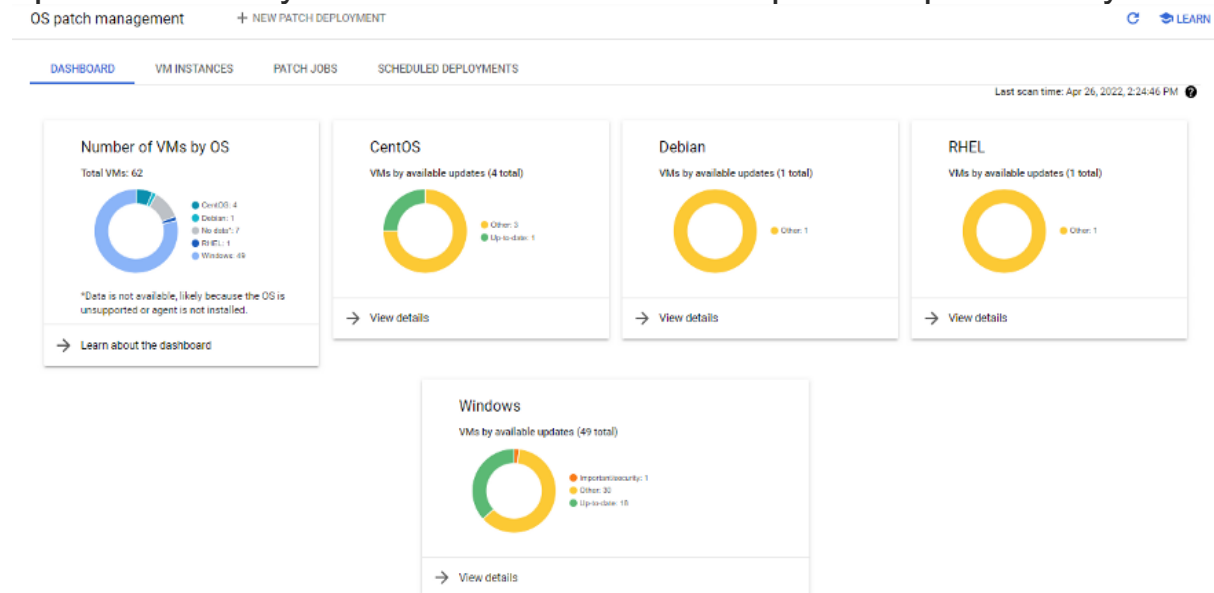 OS patch management
+ NEW PATCH DEPLOYMENT
LEARN
DASHBOARD
VM INSTANCES
PATCH JOBS
SCHEDULED DEPLOYMENTS
Last scan time: Apr 26, 2022, 2:24:46 PM ?
Number of VMs by OS
Total VMs: 62
CentOS: 4
Debian: 1
No data*: 7
RHEL: 1
Windows: 49
*Data is not available, likely because the OS is
unsupported or agent is not installed.
Learn about the dashboard
CentOS
VMs by available updates (4 total)
Other: 3
Up-to-date: 1
View details
Debian
VMs by available updates (1 total)
Other: 1
View details
RHEL
VMs by available updates (1 total)
Other: 1
View details
Windows
VMs by available updates (49 total)
Important/security: 1
Other: 30
Up-to-date: 18
View details